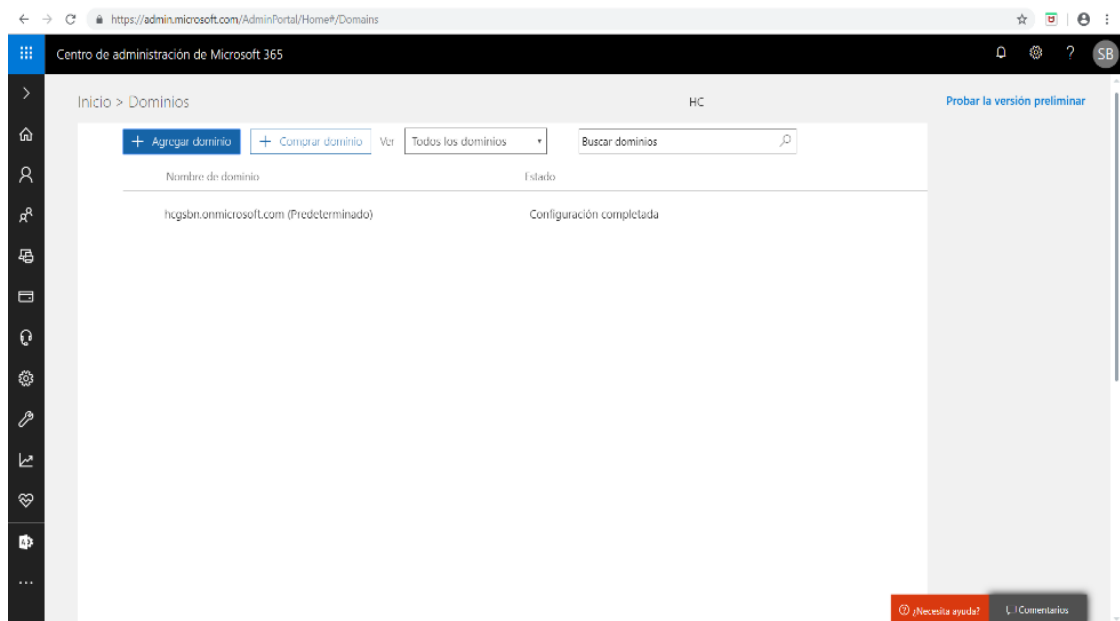 https://admin.microsoft.com/AdminPortal/Home#/Domains
Centro de administración de Microsoft 365
?
SB
Inicio > Dominios
HC
Probar la versión preliminar
+ Agregar dominio
+ Comprar dominio
Ver
Todos los dominios
Buscar dominios
Nombre de dominio
Estado
hcgsbn.onmicrosoft.com (Predeterminado)
Configuración completada
¿Necesita ayuda?
Comentarios